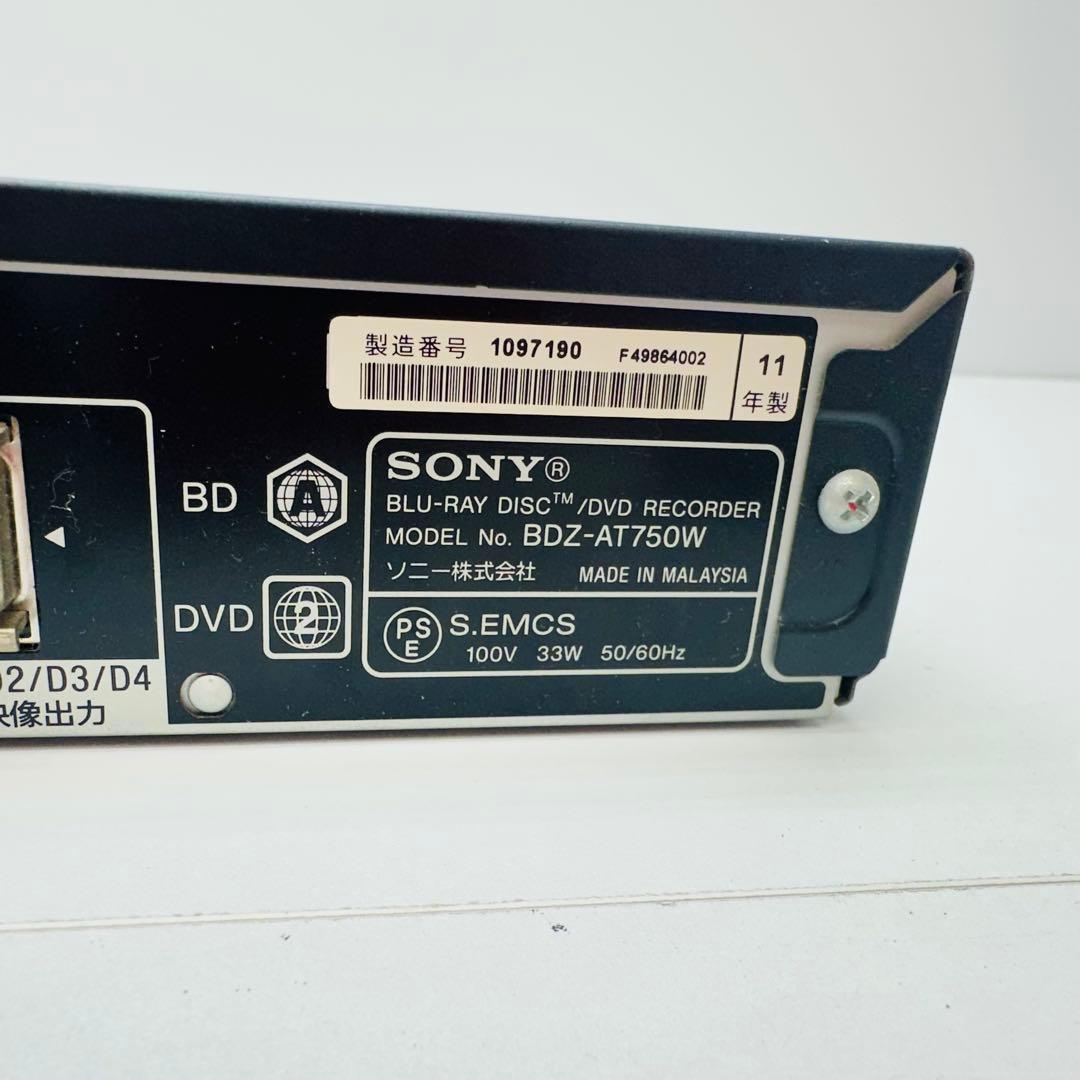 製造番号 1097190 F49864002
11
年製
BD A
SONY®
BLU-RAY DISC™/DVD RECORDER
MODEL No. BDZ-AT750W
ソニー株式会社 MADE IN MALAYSIA
DVD 2
PSE S.EMCS
100V 33W 50/60Hz
D2/D3/D4
映像出力